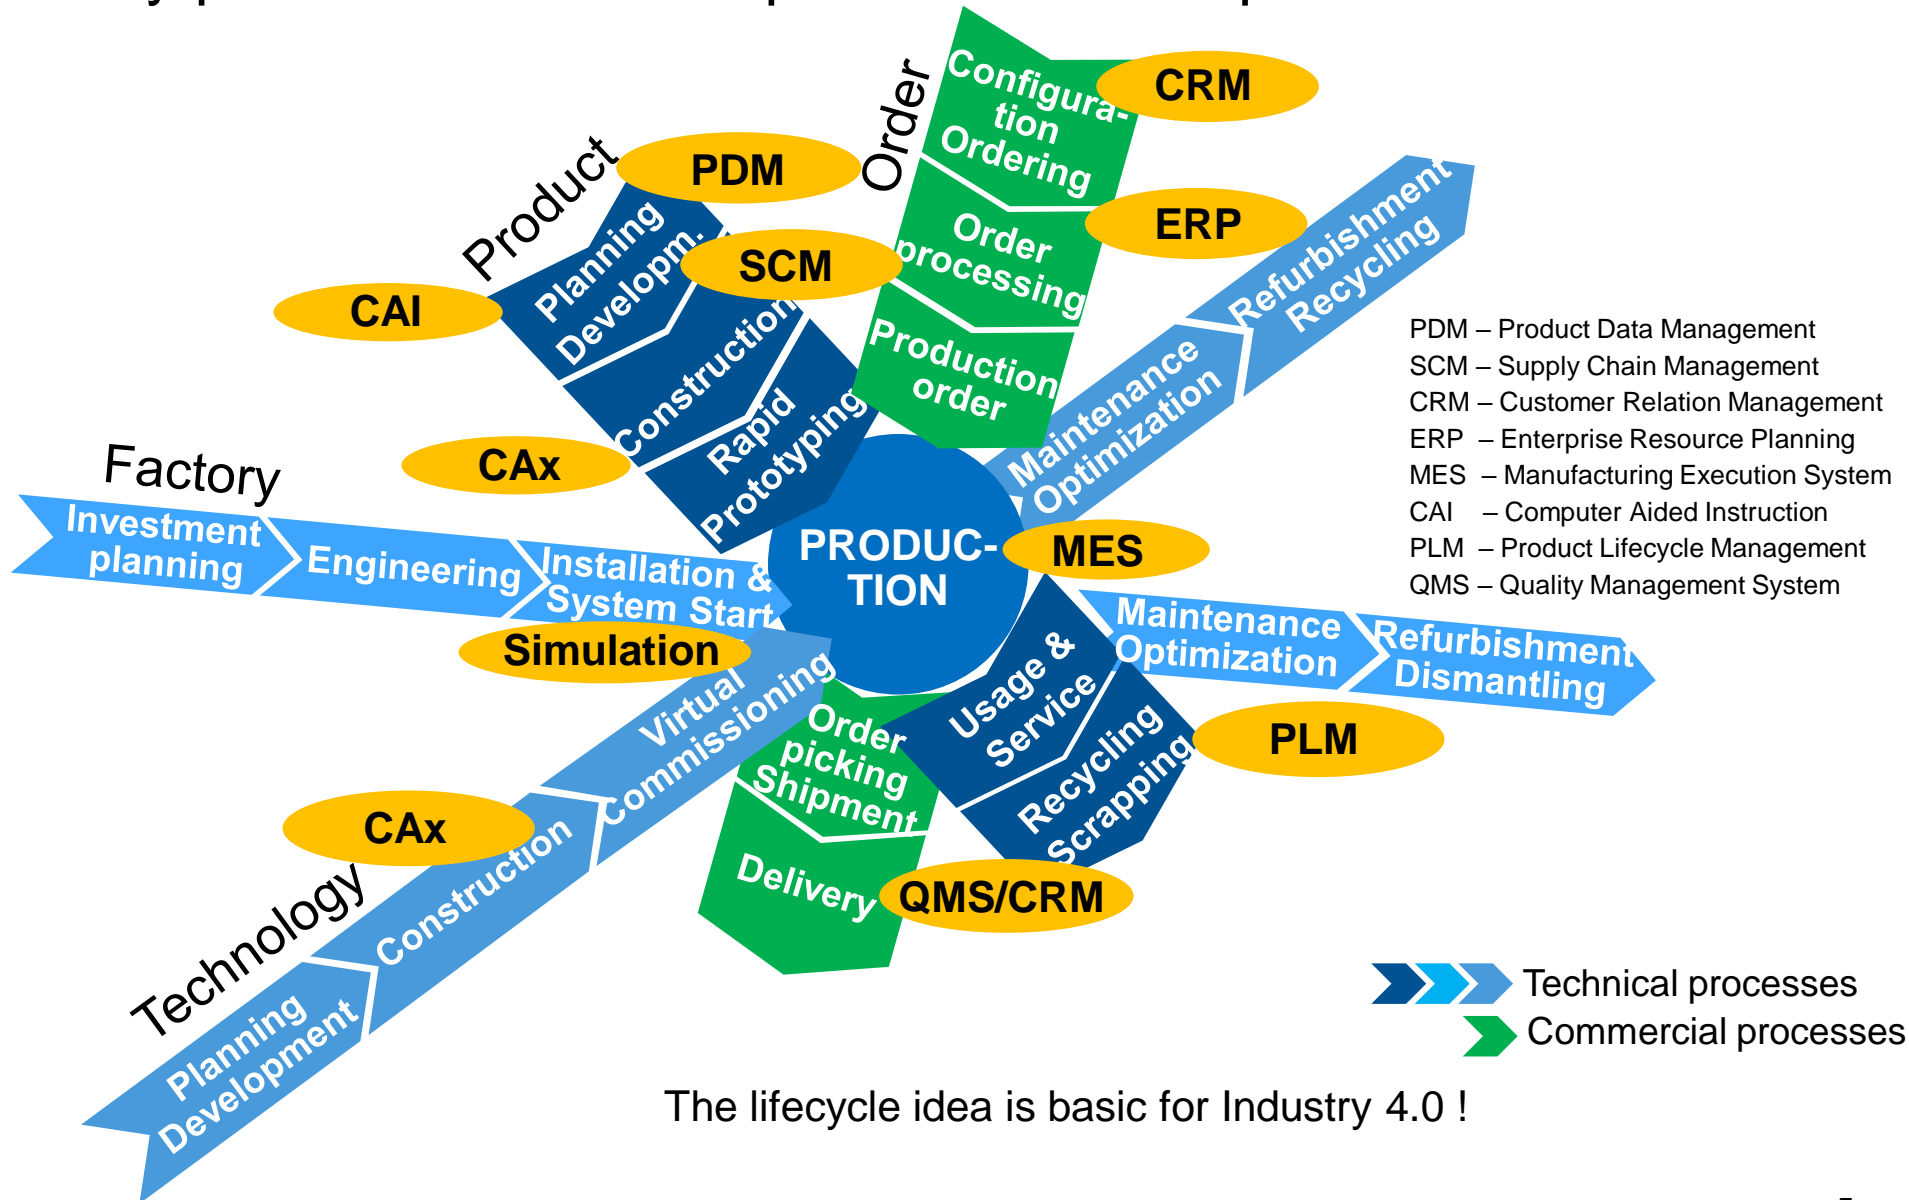 Order
Configura-
tion
Ordering
CRM
Order
processing
ERP
Production
order
Product
PDM
Planning
Developm.
SCM
CAI
Construction
Rapid
Prototyping
CAx
Factory
Investment
planning
Engineering
Installation &
System Start
Simulation
PRODUC-
TION
MES
Maintenance
Optimization
Refurbishment
Recycling
PDM – Product Data Management
SCM – Supply Chain Management
CRM – Customer Relation Management
ERP – Enterprise Resource Planning
MES – Manufacturing Execution System
CAI – Computer Aided Instruction
PLM – Product Lifecycle Management
QMS – Quality Management System
Maintenance
Optimization
Refurbishment
Dismantling
Usage &
Service
Recycling
Scrapping
PLM
Order
picking
Shipment
Delivery
QMS/CRM
Technology
Planning
Development
Construction
CAx
Virtual
Commissioning
Technical processes
Commercial processes
The lifecycle idea is basic for Industry 4.0 !